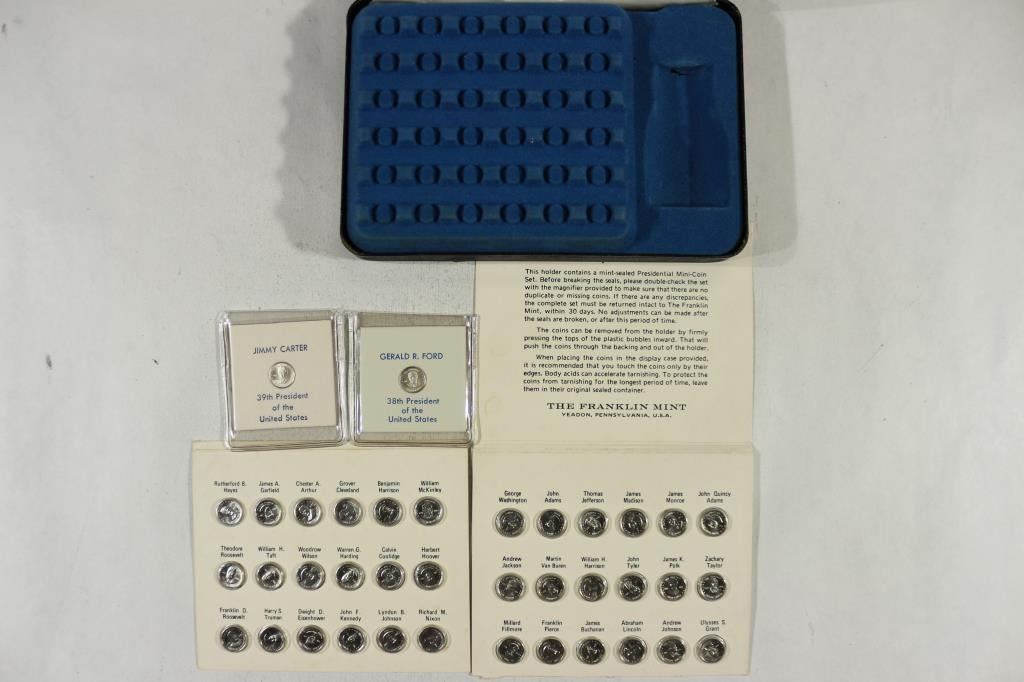 This holder contains a mint-sealed Presidential Mini-Coin
Set. Before breaking the seals, please double-check the set
with the magnifier provided to make sure that there are no
duplicate or missing coins. If there are any discrepancies,
the complete set must be returned intact to The Franklin
Mint, within 30 days. No adjustments can be made after
the seals are broken, or after this period of time.
The coins can be removed from the holder by firmly
pressing the tops of the plastic bubbles inward. That will
push the coins through the backing and out of the holder.
When placing the coins in the display case provided,
it is recommended that you touch the coins only by their
edges. Body acids can accelerate tarnishing. To protect the
coins from tarnishing for the longest period of time, leave
them in their original sealed container.
THE FRANKLIN MINT
YEADON, PENNSYLVANIA, U.S.A.
JIMMY CARTER
39th President
of the
United States
GERALD R. FORD
38th President
of the
United States
Rutherford B. Hayes
James A. Garfield
Chester A. Arthur
Grover Cleveland
Benjamin Harrison
William McKinley
Theodore Roosevelt
William H. Taft
Woodrow Wilson
Warren G. Harding
Calvin Coolidge
Herbert Hoover
Franklin D. Roosevelt
Harry S. Truman
Dwight D. Eisenhower
John F. Kennedy
Lyndon B. Johnson
Richard M. Nixon
George Washington
John Adams
Thomas Jefferson
James Madison
James Monroe
John Quincy Adams
Andrew Jackson
Martin Van Buren
William H. Harrison
John Tyler
James K. Polk
Zachary Taylor
Millard Fillmore
Franklin Pierce
James Buchanan
Abraham Lincoln
Andrew Johnson
Ulysses S. Grant